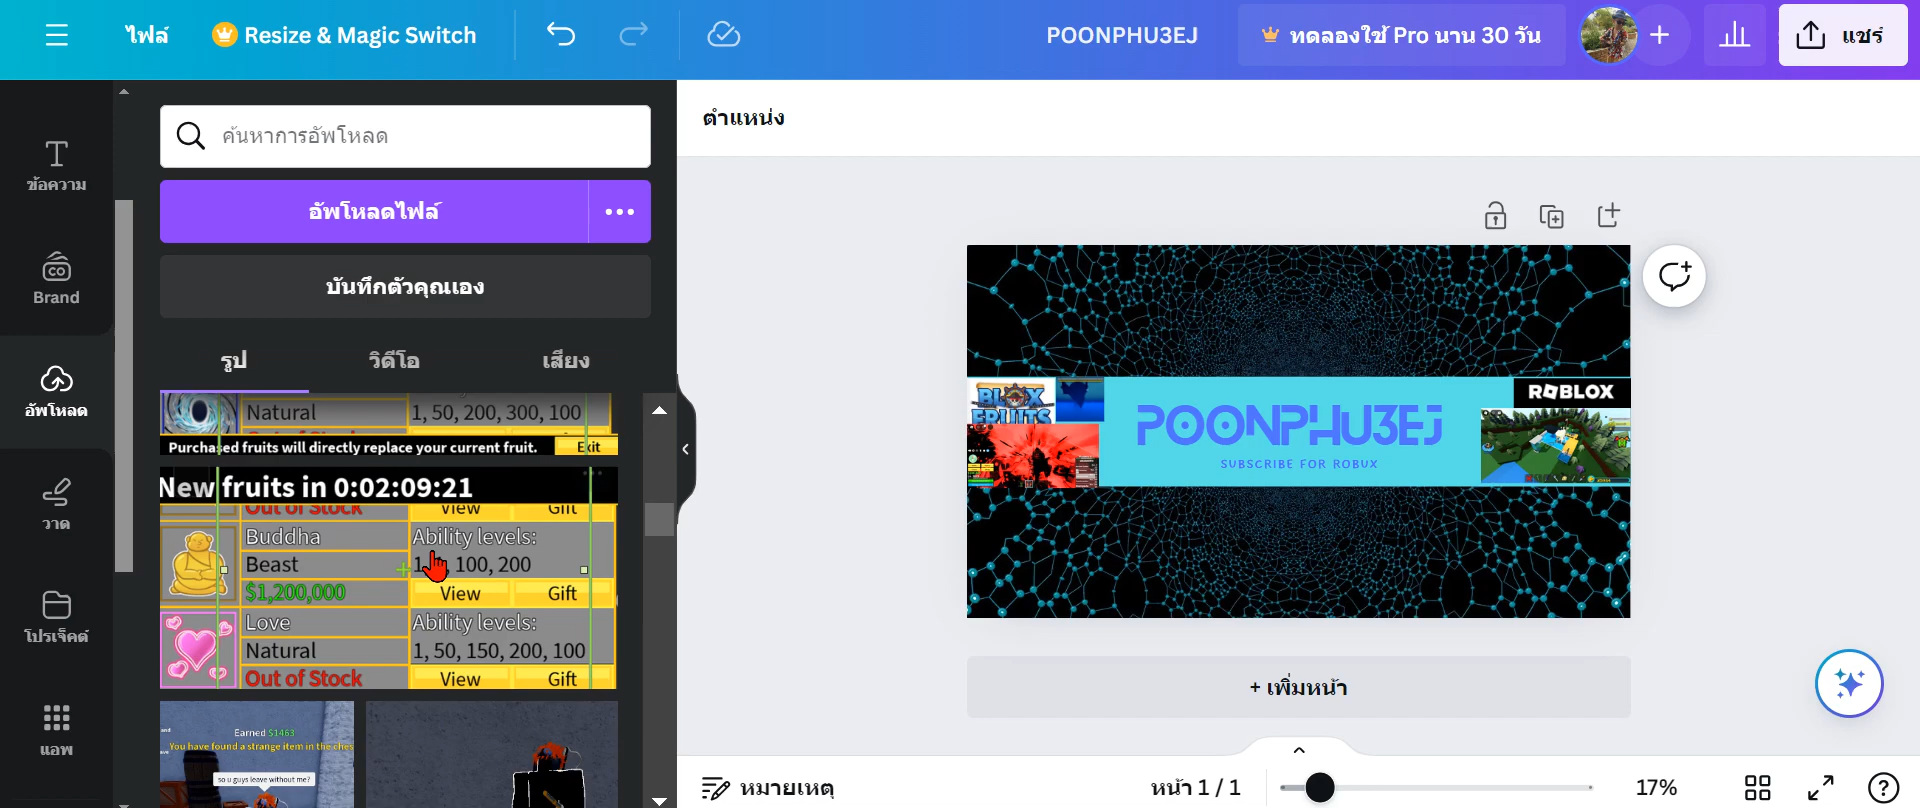 ไฟล์
Resize & Magic Switch
POONPHU3EJ
ทดลองใช้ Pro นาน 30 วัน
แชร์
ข้อความ
Brand
อัพโหลด
วาด
โปรเจ็คต์
แอพ
ค้นหาการอัพโหลด
อัพโหลดไฟล์
บันทึกตัวคุณเอง
รูป
วิดีโอ
เสียง
Natural
1, 50, 200, 300, 100
Purchased fruits will directly replace your current fruit.
Exit
New fruits in 0:02:09:21
Out of Stock
View
Gift
Buddha
Ability levels:
Beast
100, 200
$1,200,000
View
Gift
Love
Ability levels:
Natural
1, 50, 150, 200, 100
Out of Stock
View
Gift
Earned $1463
You have found a strange item in the ches
so u guys leave without me?
ตำแหน่ง
BLOX FRUITS
POONPHU3EJ
SUBSCRIBE FOR ROBUX
ROBLOX
+ เพิ่มหน้า
หมายเหตุ
หน้า 1 / 1
17%